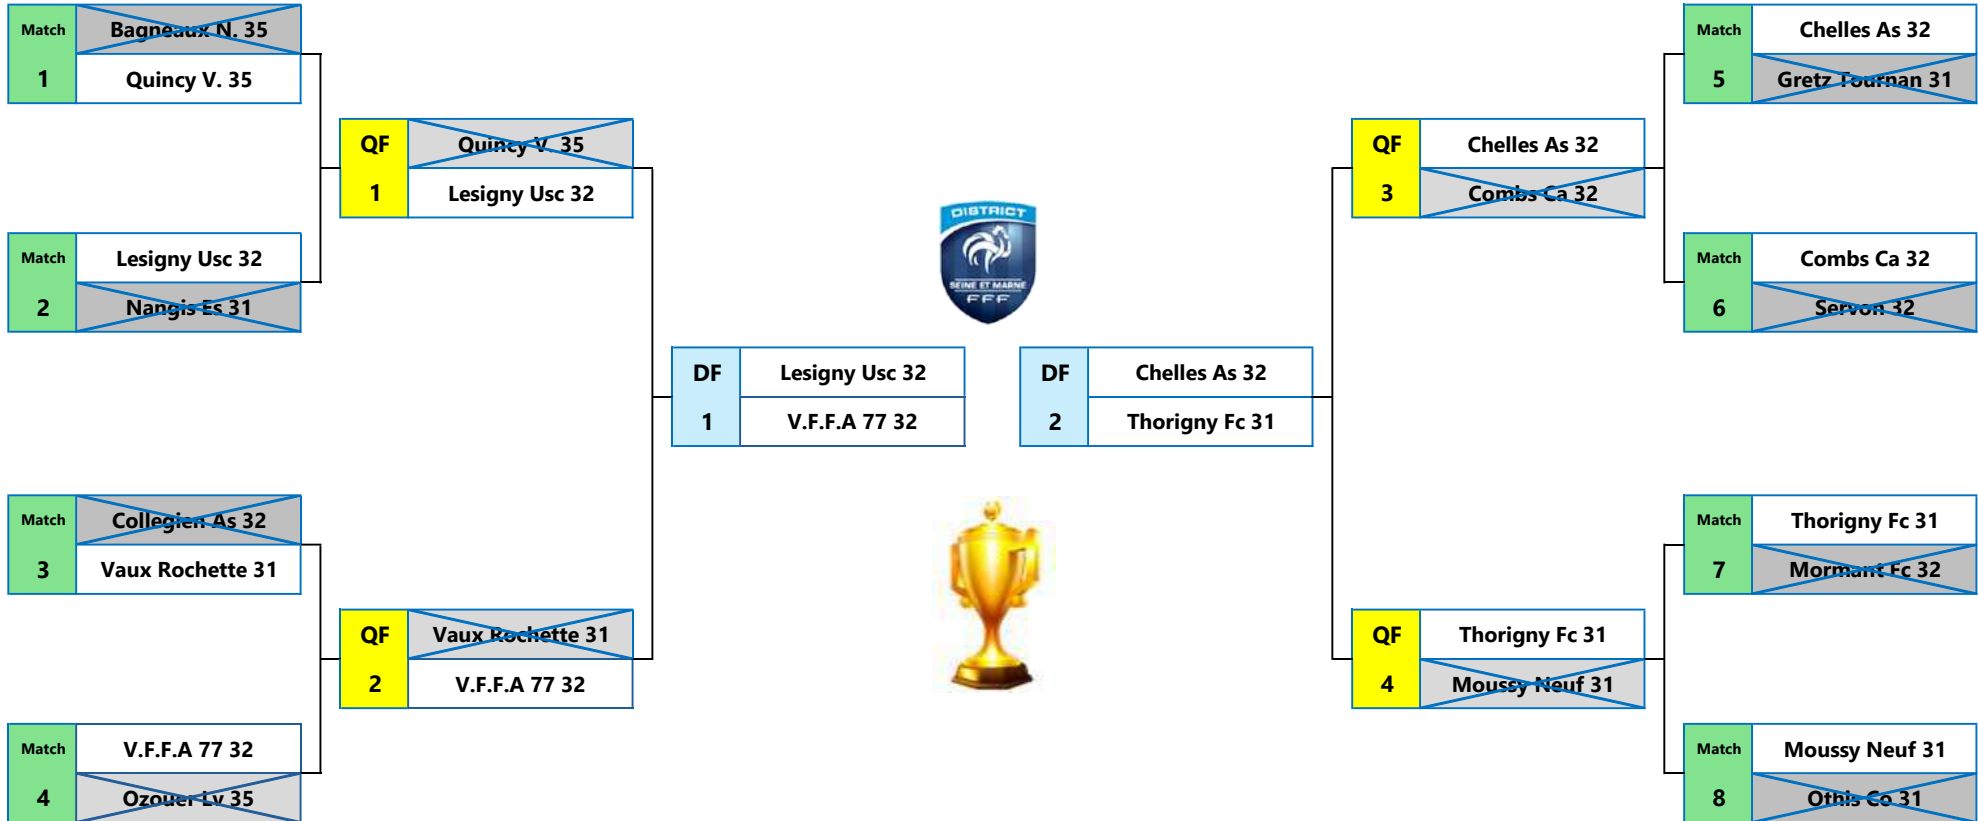 Match
1
Bagneaux N. 35
Quincy V. 35
Match
2
Lesigny Usc 32
Nangis Es 31
Match
3
Collegien As 32
Vaux Rochette 31
Match
4
V.F.F.A 77 32
Ozouer Lv 35
QF
1
Quincy V. 35
Lesigny Usc 32
QF
2
Vaux Rochette 31
V.F.F.A 77 32
DISTRICT
SEINE ET MARNE
FFF
DF
1
Lesigny Usc 32
V.F.F.A 77 32
DF
2
Chelles As 32
Thorigny Fc 31
QF
3
Chelles As 32
Combs Ca 32
QF
4
Thorigny Fc 31
Moussy Neuf 31
Match
5
Chelles As 32
Gretz Tournan 31
Match
6
Combs Ca 32
Servon 32
Match
7
Thorigny Fc 31
Mormant Fc 32
Match
8
Moussy Neuf 31
Othis Co 31